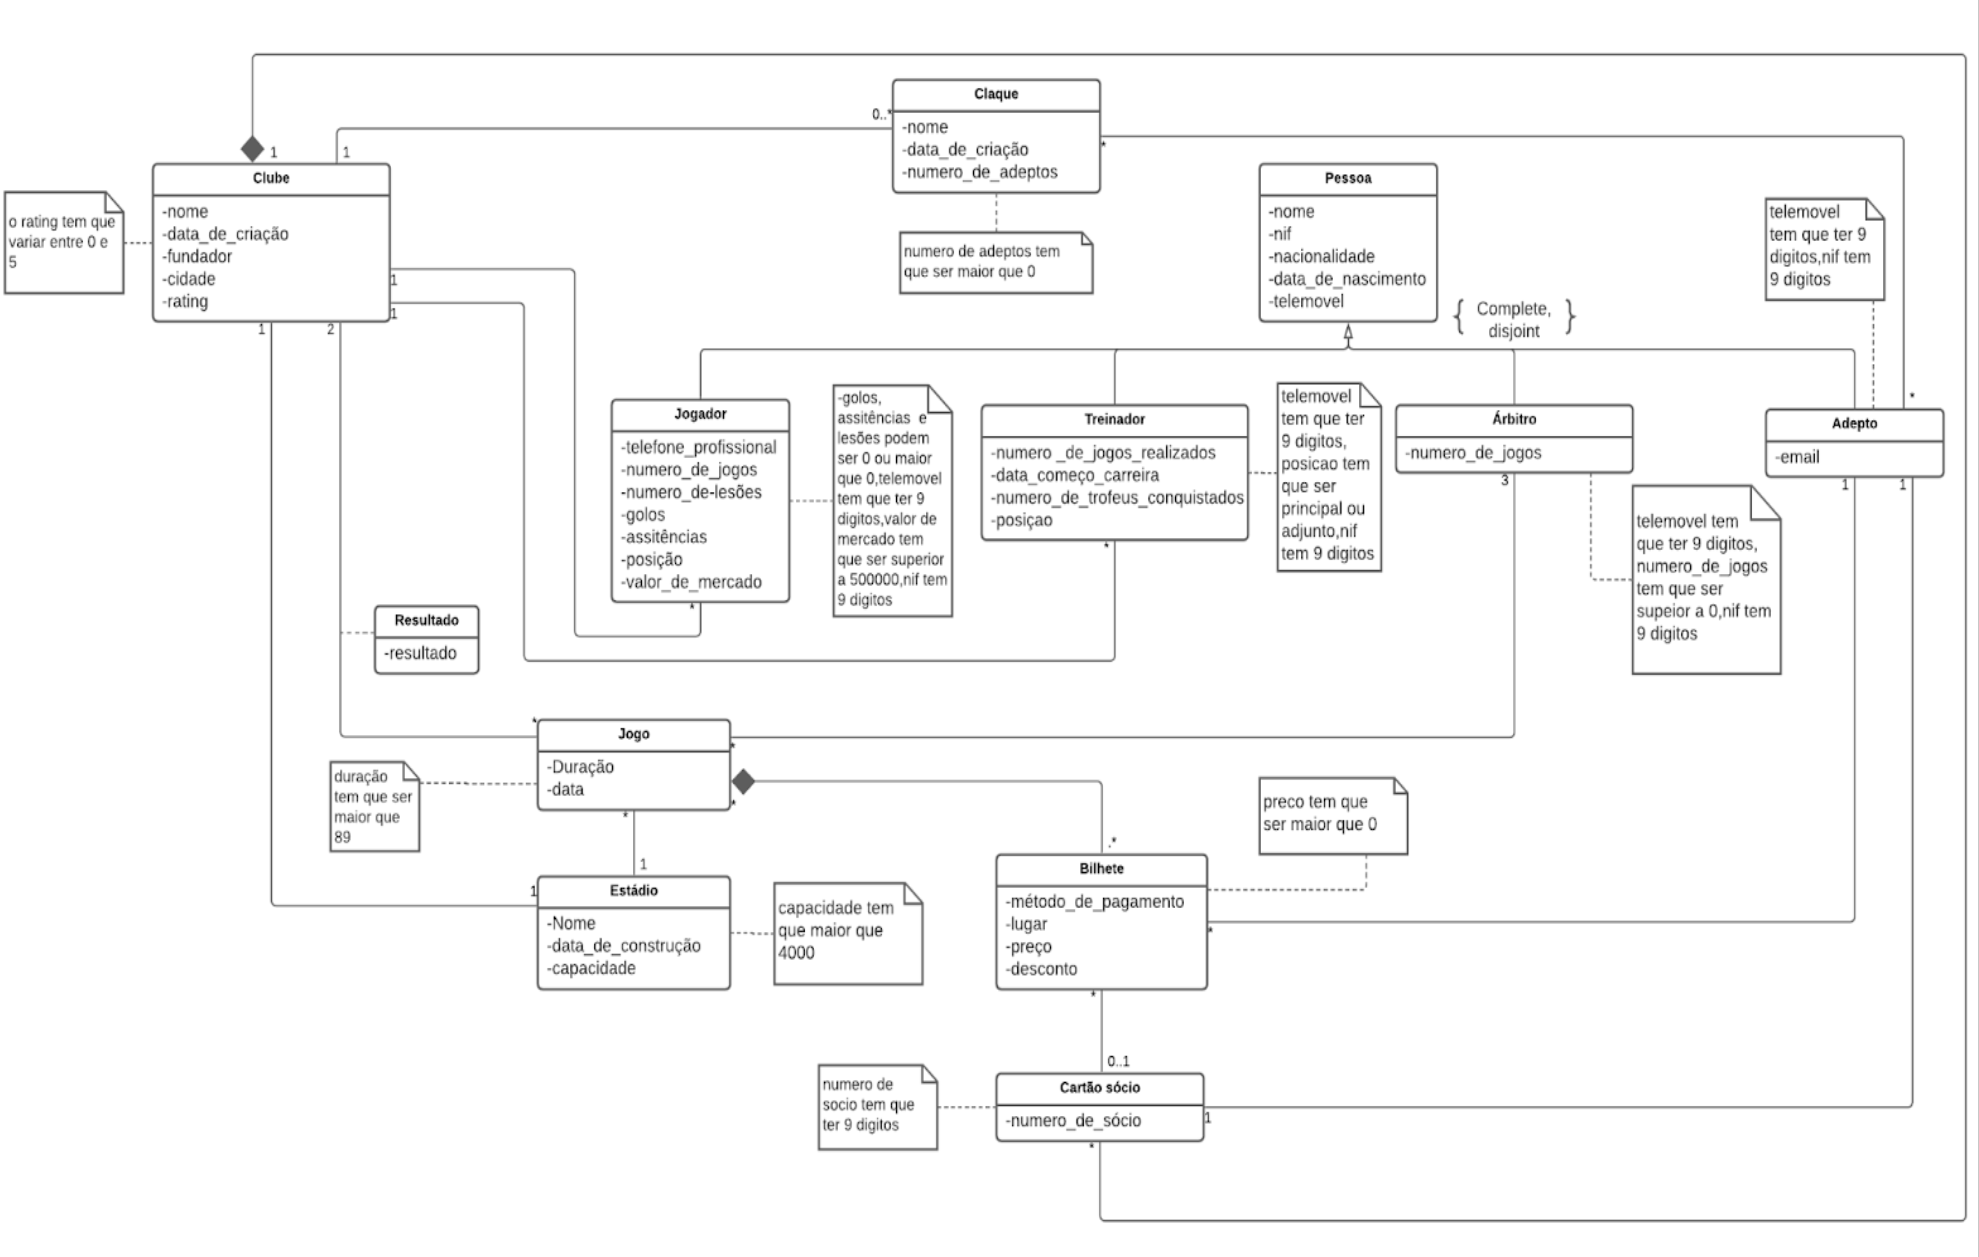 Claque
0..*
-nome
-data_de_criação
-numero_de_adeptos
*
1
1
Clube
-nome
-data_de_criação
-fundador
-cidade
-rating
o rating tem que
variar entre 0 e
5
numero de adeptos tem
que ser maior que 0
Pessoa
-nome
-nif
-nacionalidade
-data_de_nascimento
-telemovel
{ Complete,
disjoint }
telemovel
tem que ter 9
digitos,nif tem
9 digitos
1
1
1
2
Jogador
-telefone_profissional
-numero_de_jogos
-numero_de-lesões
-golos
-assitências
-posição
-valor_de_mercado
*
-golos,
assitências e
lesões podem
ser 0 ou maior
que 0,telemovel
tem que ter 9
digitos,valor de
mercado tem
que ser superior
a 500000,nif tem
9 digitos
Treinador
-numero _de_jogos_realizados
-data_começo_carreira
-numero_de_trofeus_conquistados
-posiçao
*
telemovel
tem que ter
9 digitos,
posicao tem
que ser
principal ou
adjunto,nif
tem 9 digitos
Árbitro
-numero_de_jogos
3
telemovel tem
que ter 9 digitos,
numero_de_jogos
tem que ser
supeior a 0,nif tem
9 digitos
*
Adepto
-email
1
1
Resultado
-resultado
*
Jogo
-Duração
-data
*
*
*
duração
tem que ser
maior que
89
1
1
Estádio
-Nome
-data_de_construção
-capacidade
capacidade tem
que maior que
4000
preco tem que
ser maior que 0
.*
Bilhete
-método_de_pagamento
-lugar
-preço
-desconto
*
*
0..1
Cartão sócio
-numero_de_sócio
1
*
numero de
socio tem que
ter 9 digitos